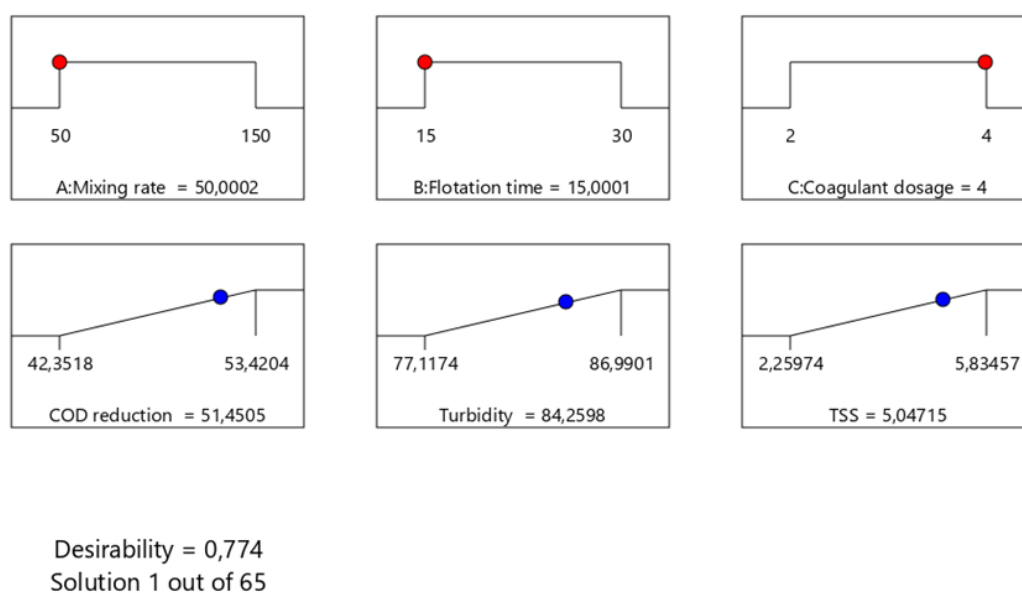 50 150
A:Mixing rate = 50,0002
15 30
B:Flotation time = 15,0001
2 4
C:Coagulant dosage = 4
42,3518 53,4204
COD reduction = 51,4505
77,1174 86,9901
Turbidity = 84,2598
2,25974 5,83457
TSS = 5,04715
Desirability = 0,774
Solution 1 out of 65